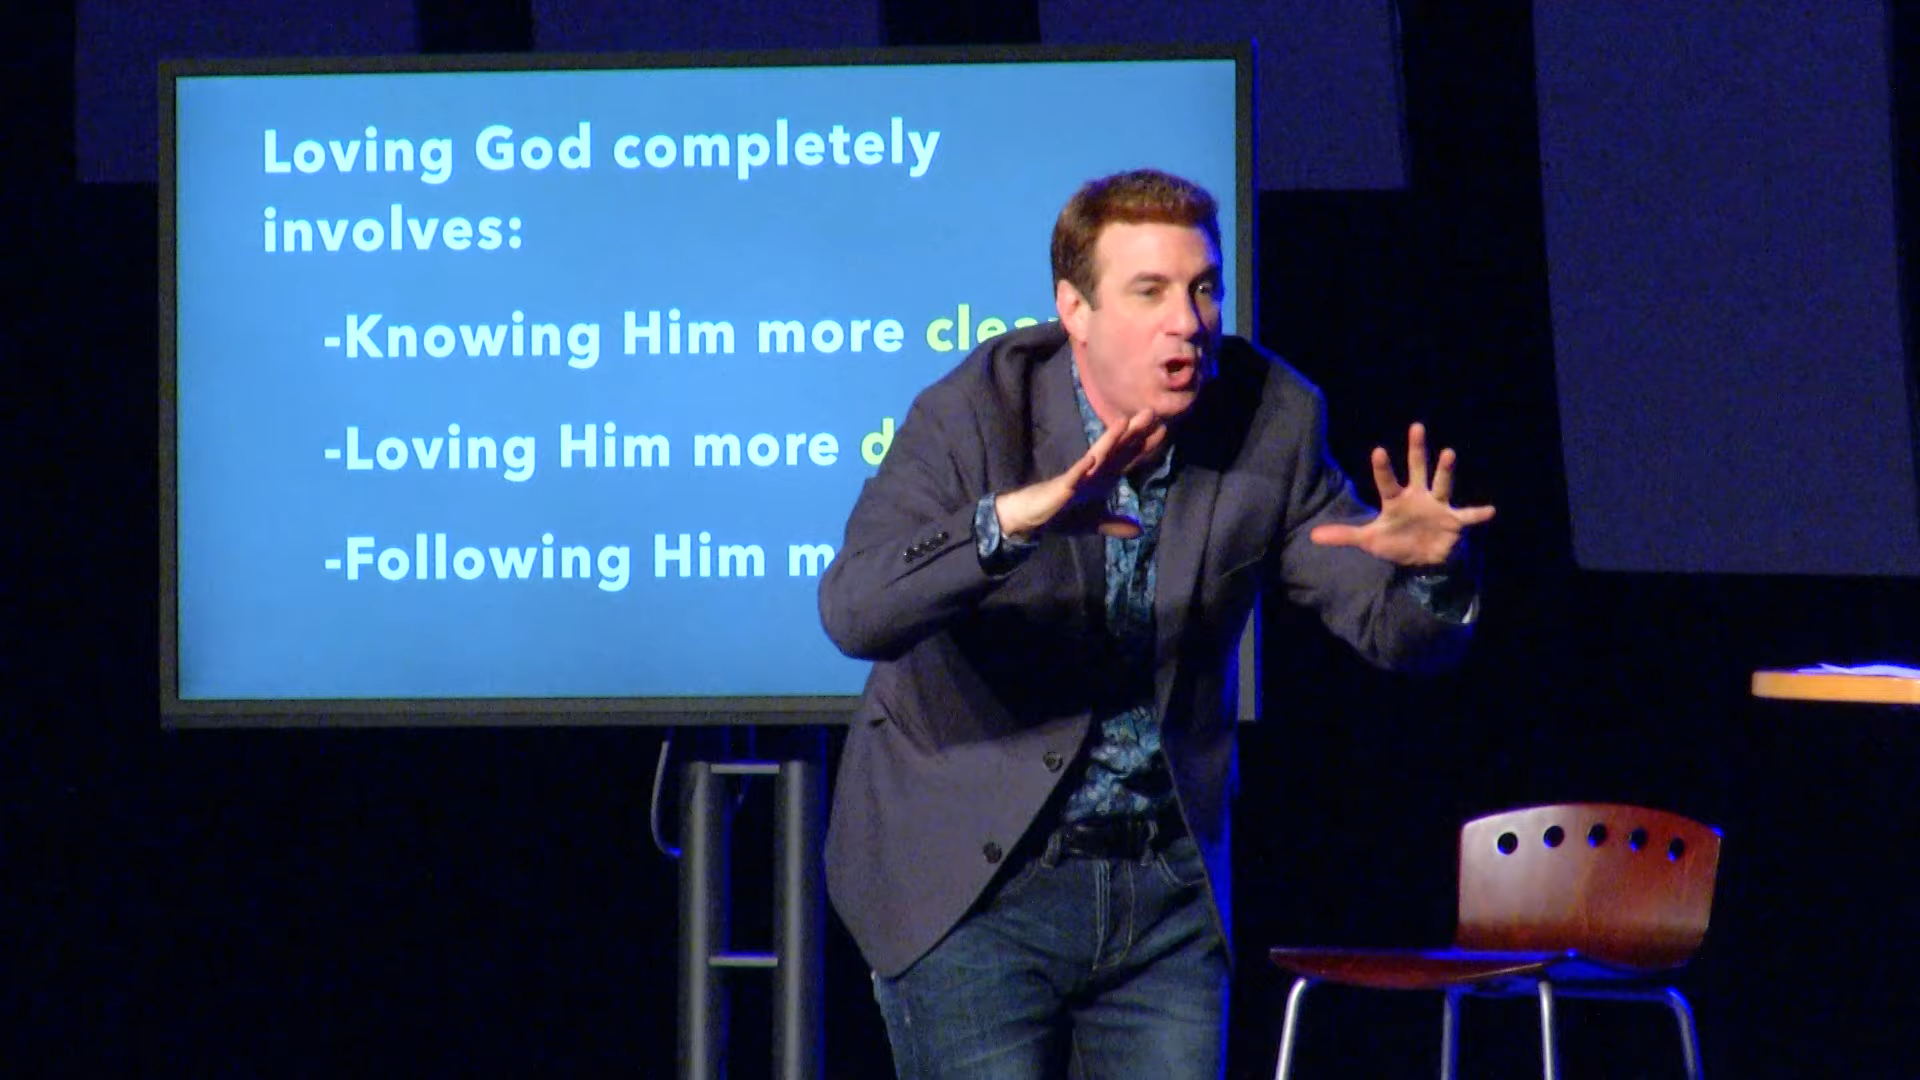 Loving God completely
involves:
-Knowing Him more
-Loving Him more
-Following Him